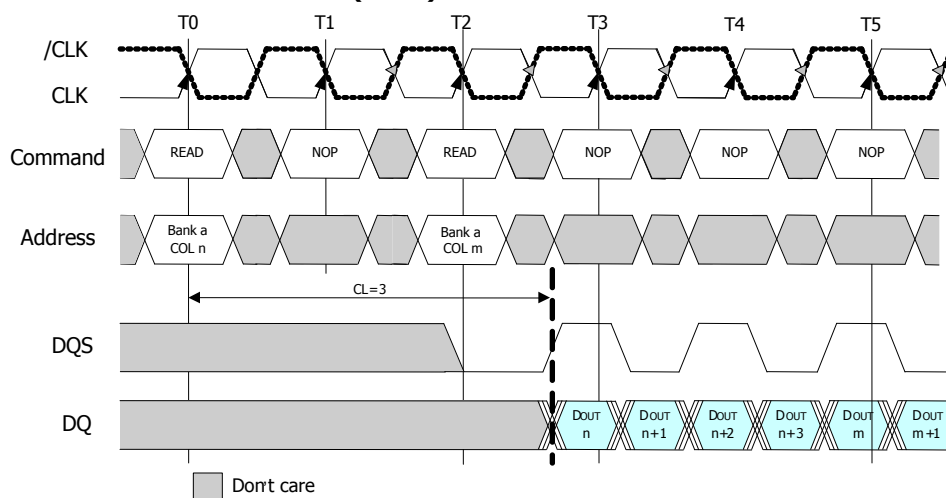 T0 T1 T2 T3 T4 T5
/CLK
CLK
Command READ NOP READ NOP NOP NOP
Address Bank a COL n Bank a COL m
CL=3
DQS
DQ DOUT n DOUT n+1 DOUT n+2 DOUT n+3 DOUT m DOUT m+1
Don't care